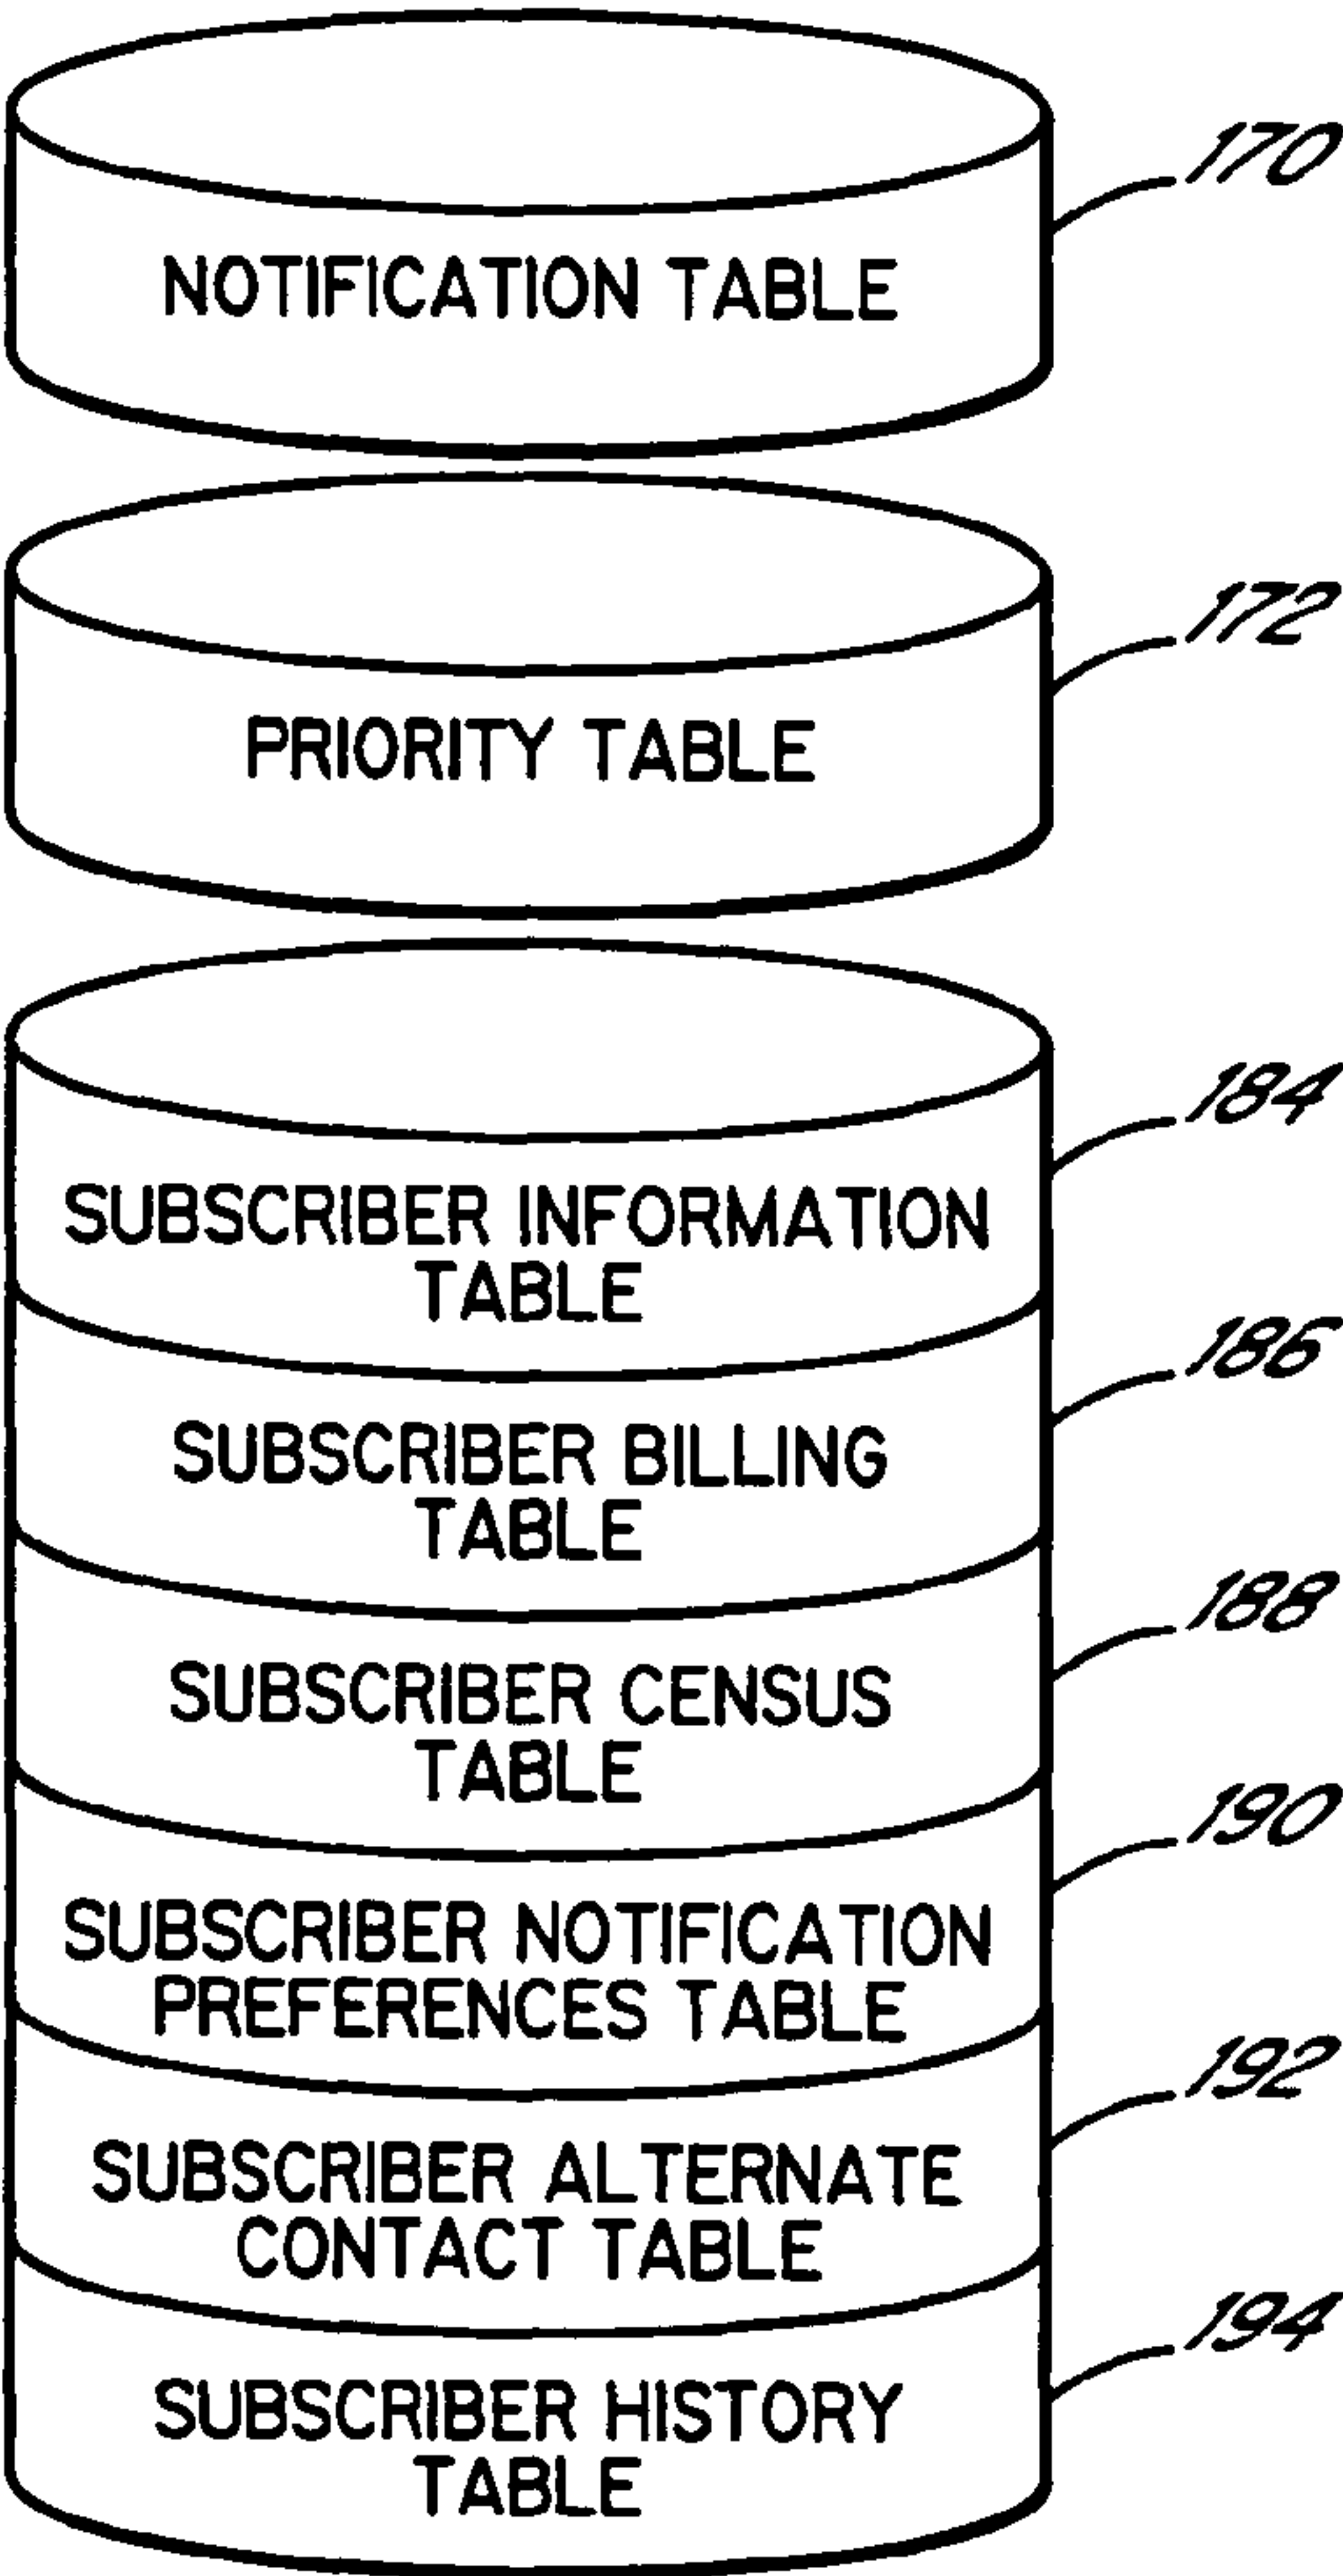 170
NOTIFICATION TABLE
172
PRIORITY TABLE
184
SUBSCRIBER INFORMATION
TABLE
186
SUBSCRIBER BILLING
TABLE
188
SUBSCRIBER CENSUS
TABLE
190
SUBSCRIBER NOTIFICATION
PREFERENCES TABLE
192
SUBSCRIBER ALTERNATE
CONTACT TABLE
194
SUBSCRIBER HISTORY
TABLE